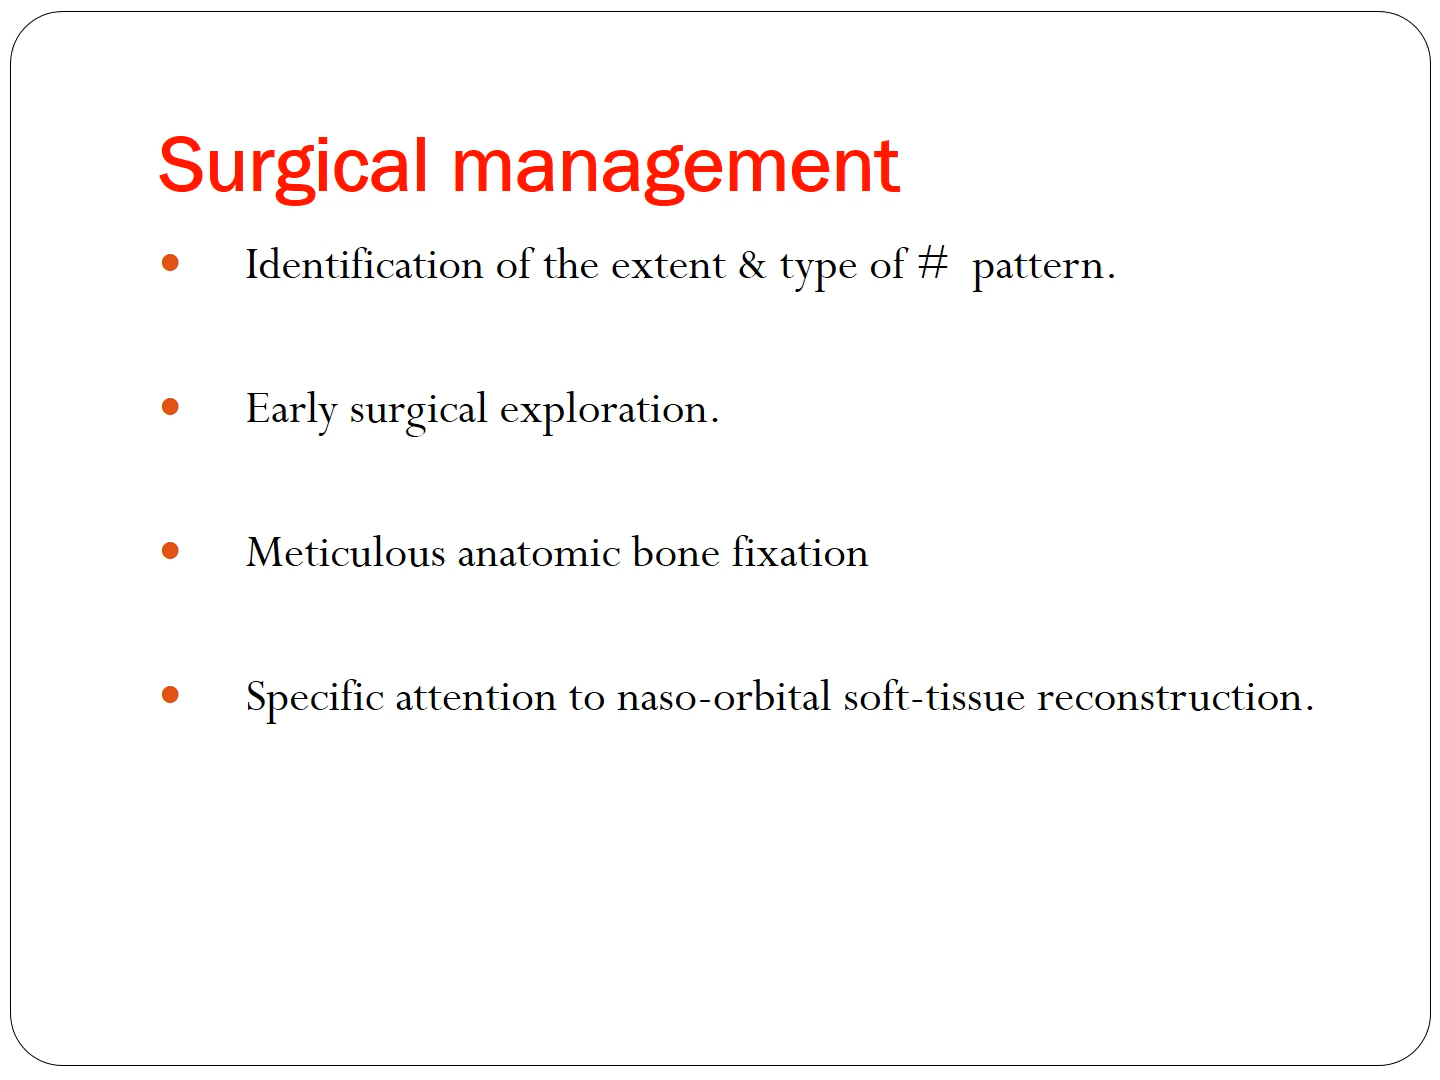 Surgical management
Identification of the extent & type of # pattern.
Early surgical exploration.
Meticulous anatomic bone fixation
Specific attention to naso-orbital soft-tissue reconstruction.